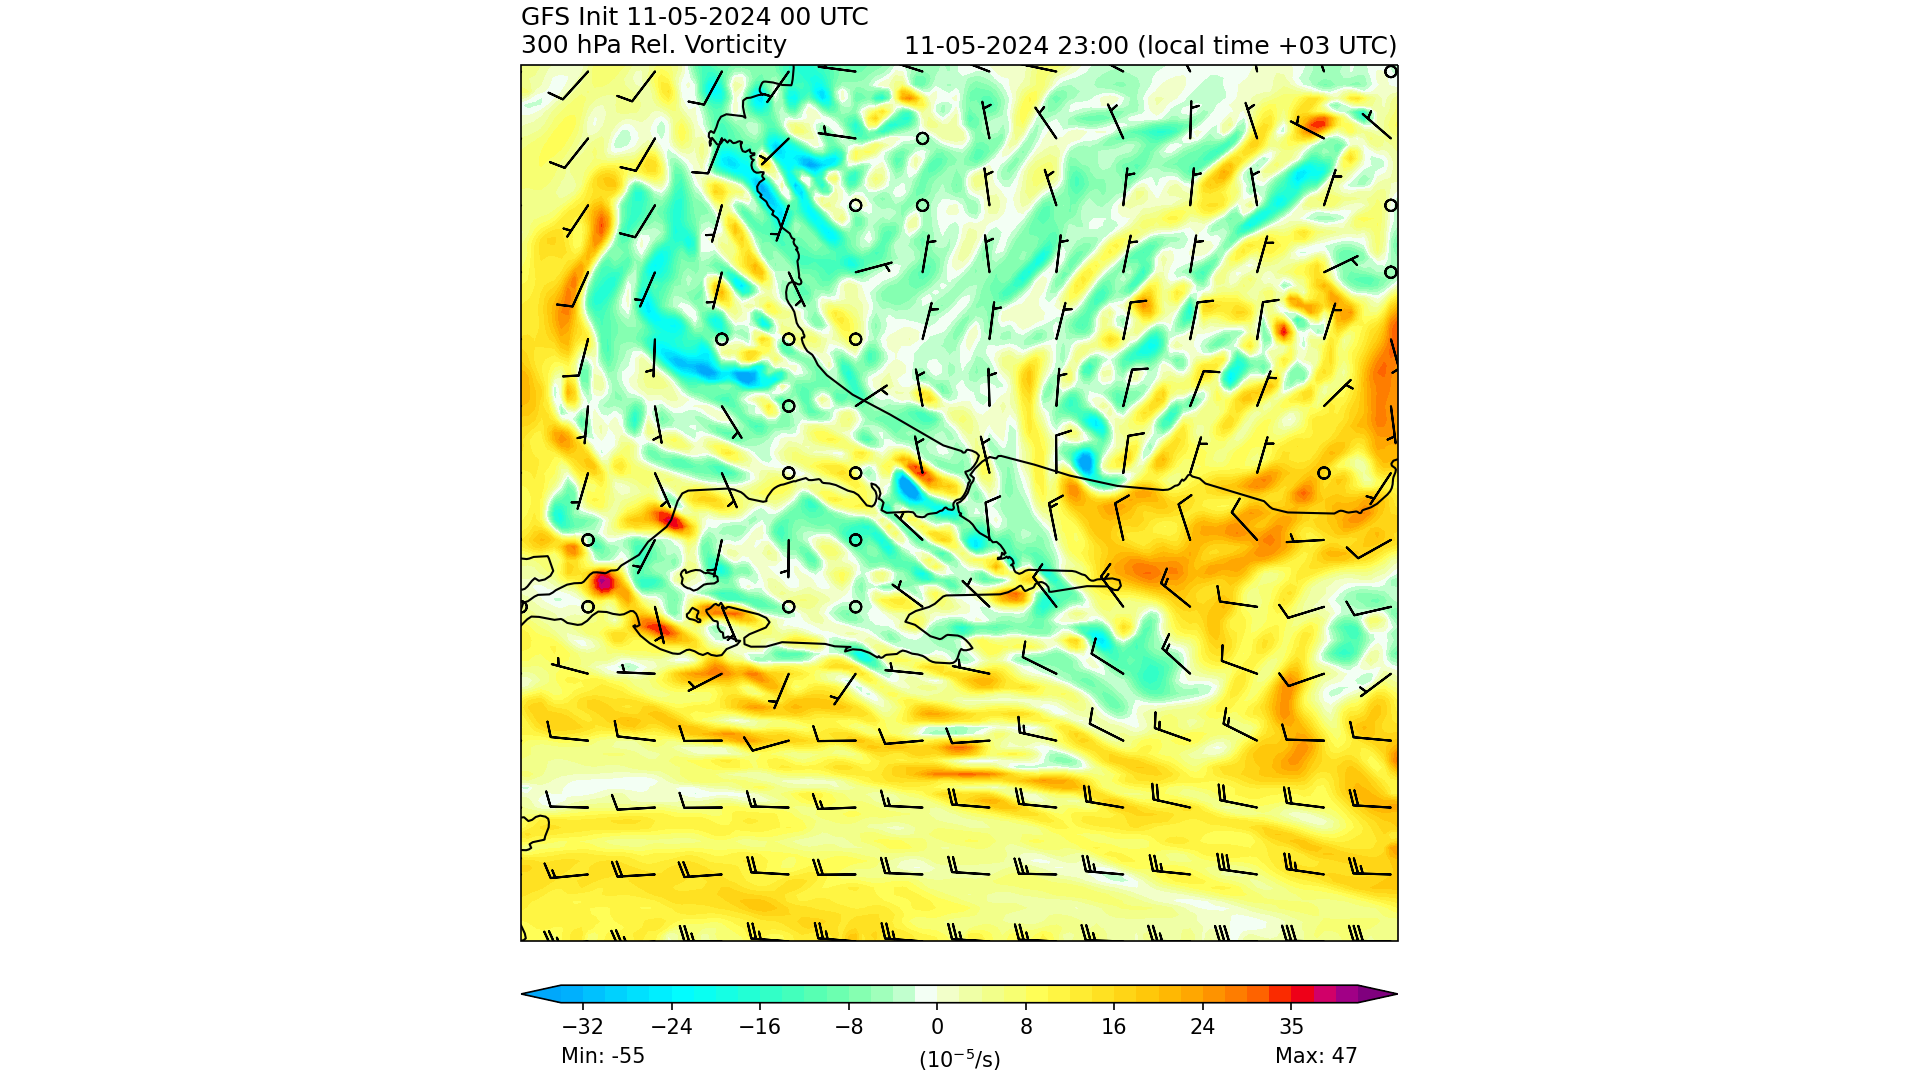 GFS Init 11-05-2024 00 UTC
300 hPa Rel. Vorticity
11-05-2024 23:00 (local time +03 UTC)
−32 −24 −16 −8 0 8 16 24 35
Min: -55
(10⁻⁵/s)
Max: 47